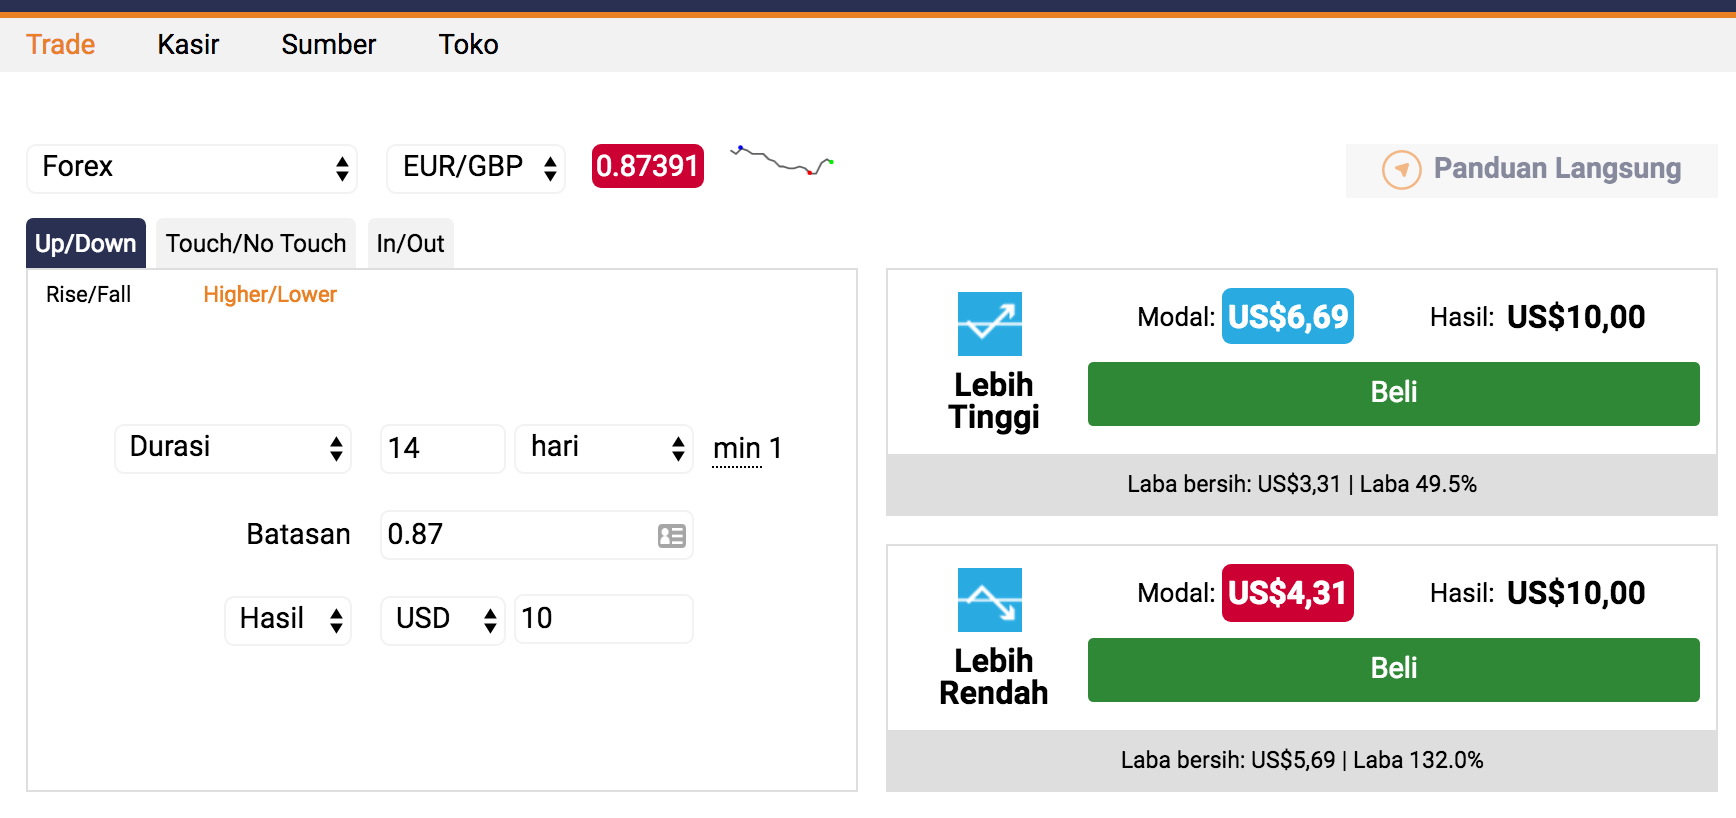 Trade Kasir Sumber Toko
Forex EUR/GBP 0.87391 Panduan Langsung
Up/Down Touch/No Touch In/Out
Rise/Fall Higher/Lower
Durasi 14 hari min 1
Batasan 0.87
Hasil USD 10
Modal: US$6,69 Hasil: US$10,00
Lebih
Tinggi
Beli
Laba bersih: US$3,31 | Laba 49.5%
Modal: US$4,31 Hasil: US$10,00
Lebih
Rendah
Beli
Laba bersih: US$5,69 | Laba 132.0%